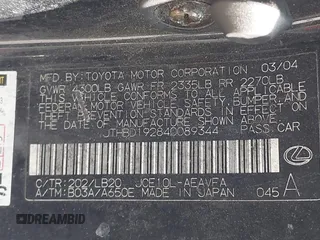 MFD BY: TOYOTA MOTOR CORPORATION 03/04
GVWR 4300LB GAWR FR 2335LB RR 2270LB
THIS VEHICLE CONFORMS TO ALL APPLICABLE
FEDERAL MOTOR VEHICLE SAFETY, BUMPER, AND
THEFT PREVENTION STANDARDS IN EFFECT ON
THE DATE OF MANUFACTURE SHOWN ABOVE.
JTHBD192840089344 PASS.CAR
C/TR: 202/LB20 JCE10L-AEAVFA
A/TM: B03A/A650E MADE IN JAPAN 045 A
DREAMBID